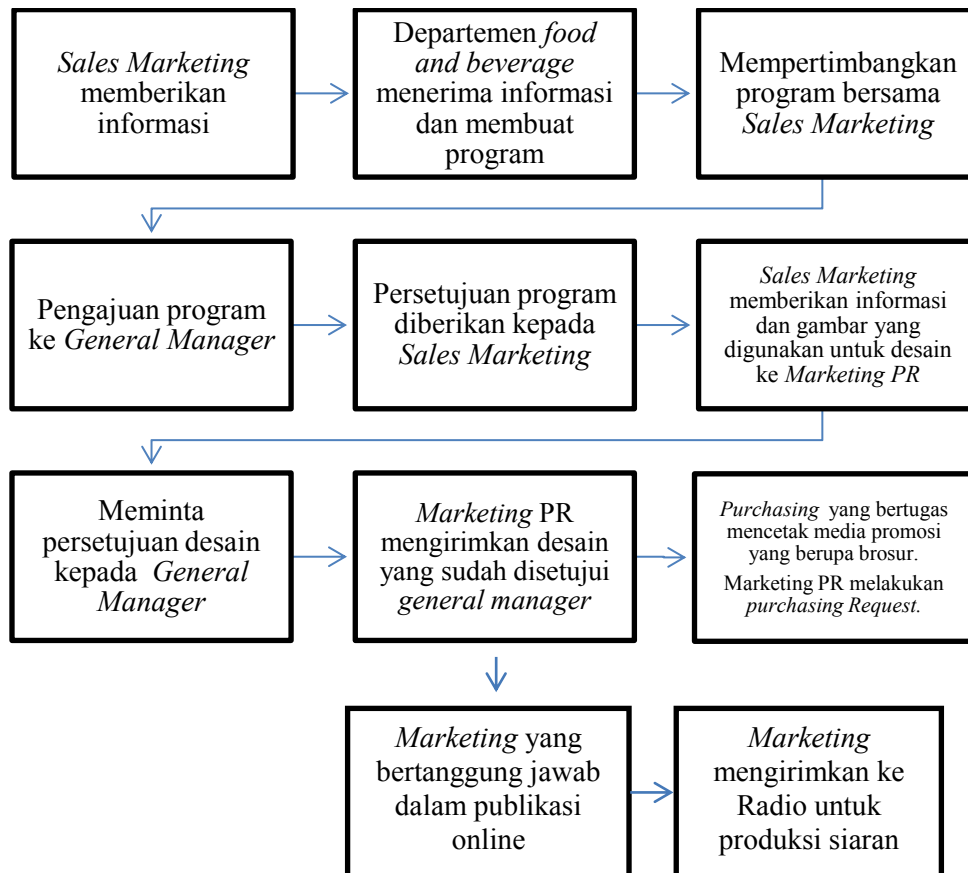 Sales Marketing
memberikan
informasi
Departemen food
and beverage
menerima informasi
dan membuat
program
Mempertimbangkan
program bersama
Sales Marketing
Pengajuan program
ke General Manager
Persetujuan program
diberikan kepada
Sales Marketing
Sales Marketing
memberikan informasi
dan gambar yang
digunakan untuk desain
ke Marketing PR
Meminta
persetujuan desain
kepada General
Manager
Marketing PR
mengirimkan desain
yang sudah disetujui
general manager
Purchasing yang bertugas
mencetak media promosi
yang berupa brosur.
Marketing PR melakukan
purchasing Request.
Marketing yang
bertanggung jawab
dalam publikasi
online
Marketing
mengirimkan ke
Radio untuk
produksi siaran